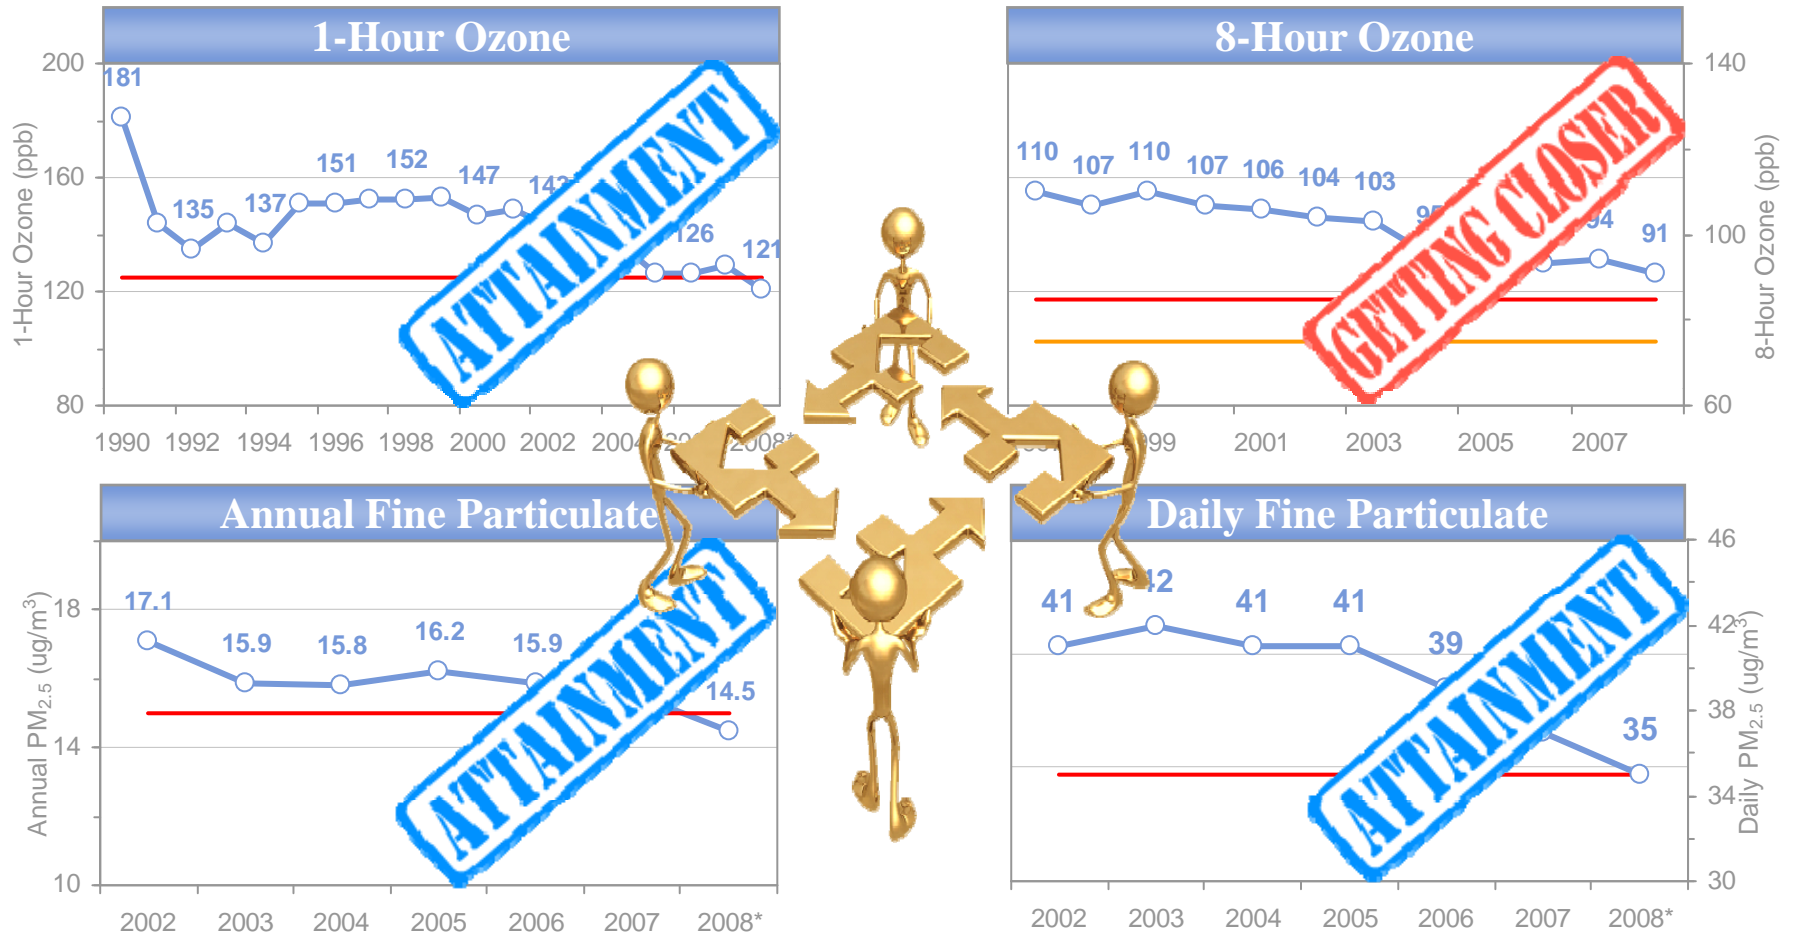 1-Hour Ozone
200
160
120
80
1-Hour Ozone (ppb)
181
135
137
151
152
147
126
121
ATTAINMENT
1990 1992 1994 1996 1998 2000 2002 2004 2008*
8-Hour Ozone
140
100
60
8-Hour Ozone (ppb)
110
107
110
107
106
104
103
94
91
GETTING CLOSER
2001 2003 2005 2007
Annual Fine Particulate
18
14
10
Annual PM2.5 (ug/m3)
17.1
15.9
15.8
16.2
15.9
14.5
ATTAINMENT
2002 2003 2004 2005 2006 2007 2008*
Daily Fine Particulate
46
42
38
34
30
Daily PM2.5 (ug/m3)
41
42
41
41
39
35
ATTAINMENT
2002 2003 2004 2005 2006 2007 2008*